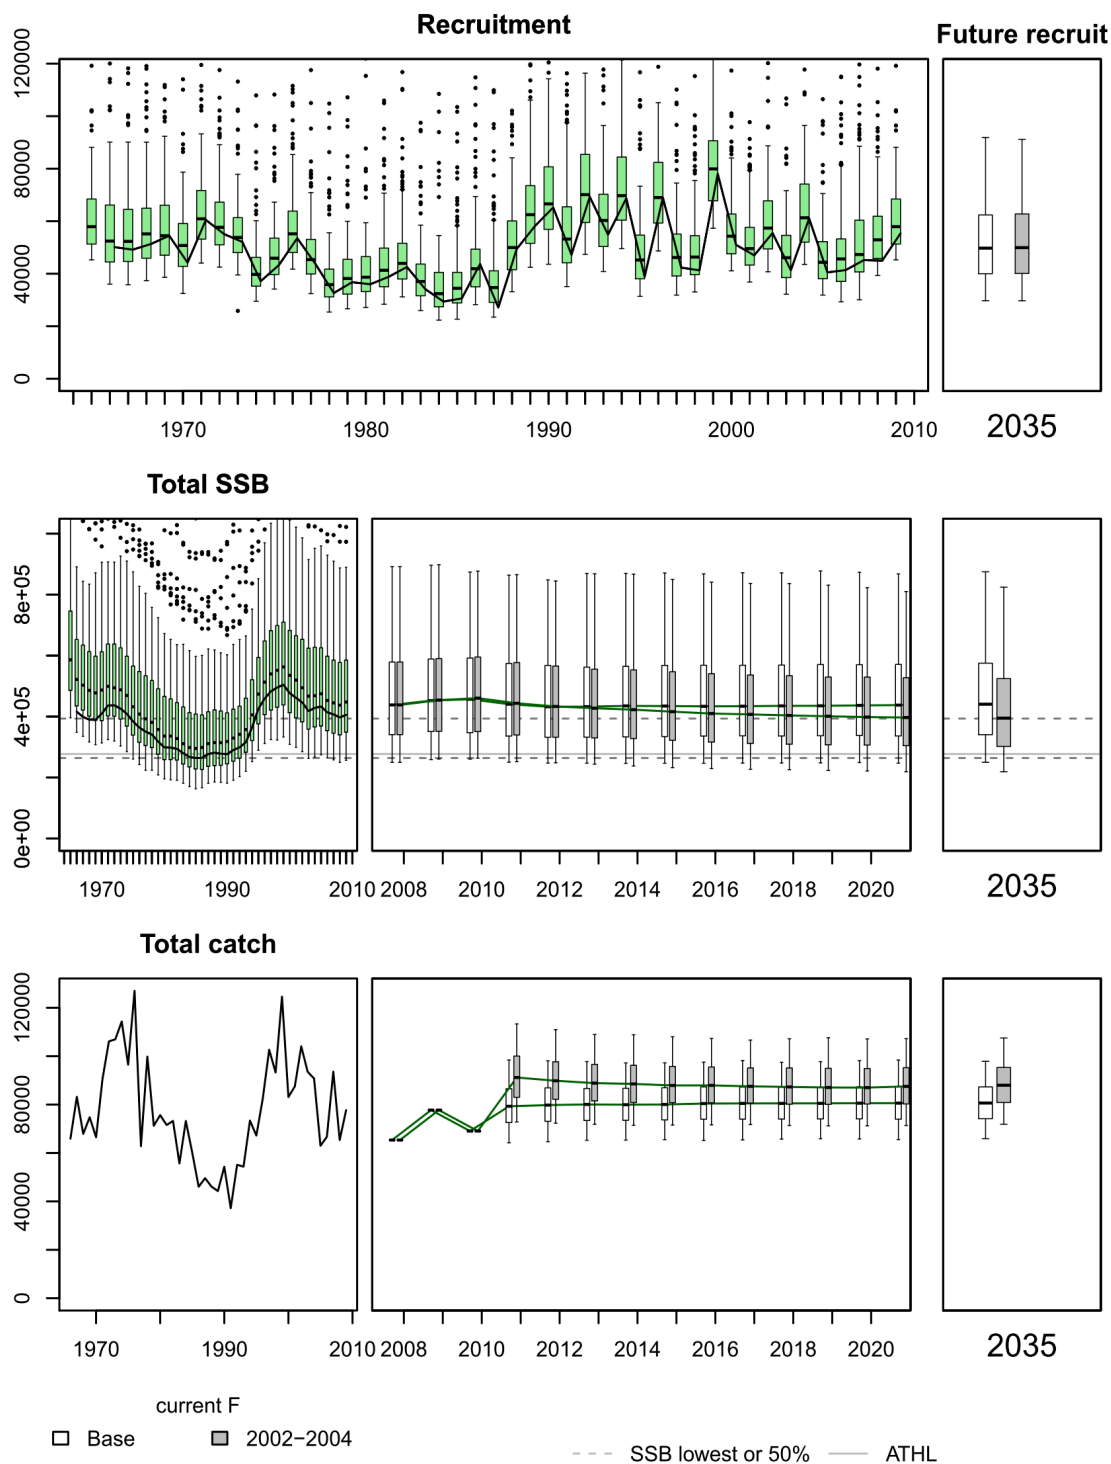 Recruitment
Future recruit
0 40000 80000 120000
1970 1980 1990 2000 2010
2035
Total SSB
0e+00 4e+05 8e+05
1970 1990 2010 2008 2010 2012 2014 2016 2018 2020
2035
Total catch
0 40000 80000 120000
1970 1990 2010 2008 2010 2012 2014 2016 2018 2020
2035
current F
Base 2002−2004
SSB lowest or 50% ATHL